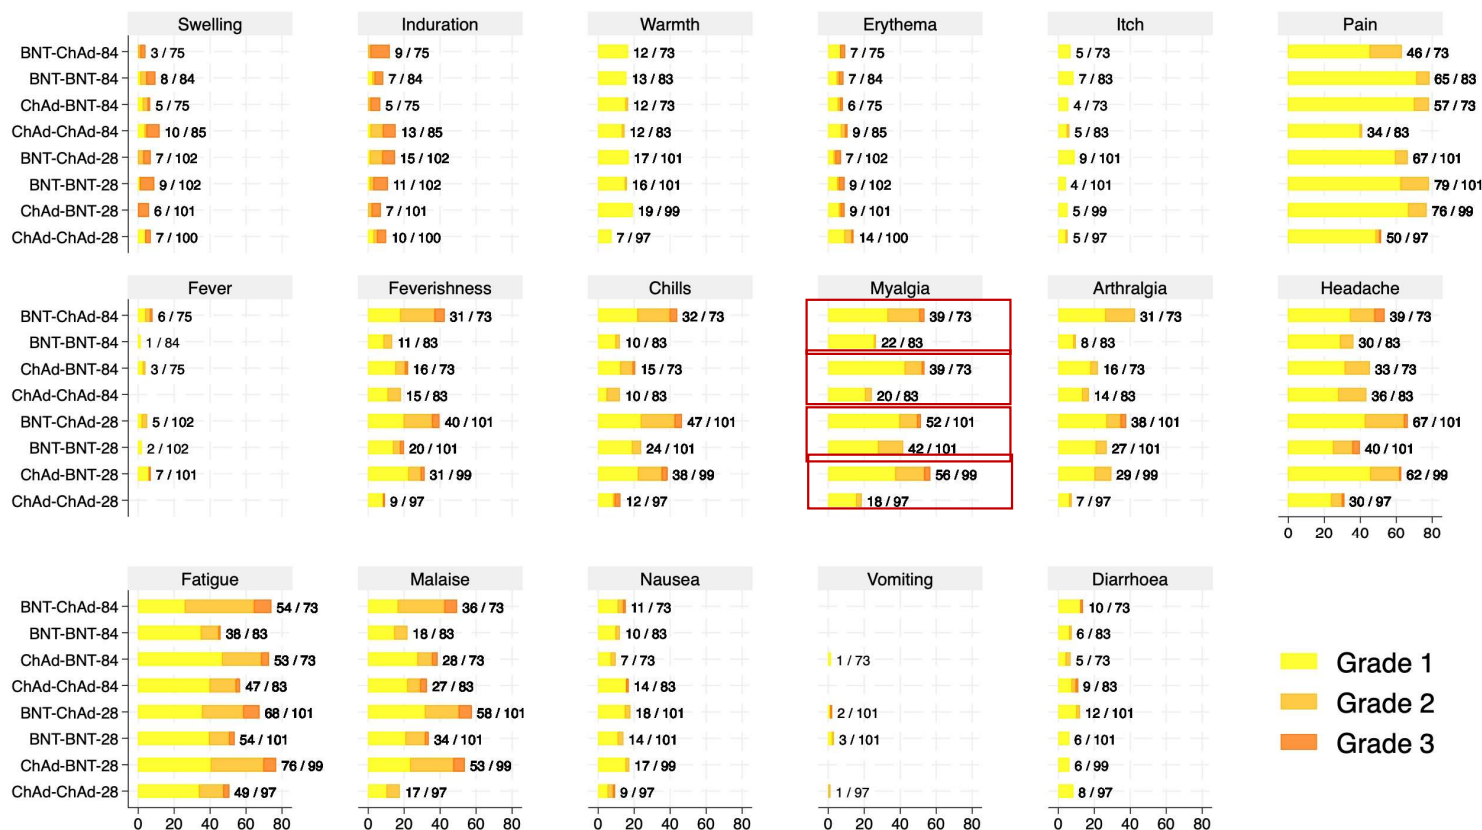 Swelling Induration Warmth Erythema Itch Pain
BNT-ChAd-84 3 / 75 9 / 75 12 / 73 7 / 75 5 / 73 46 / 73
BNT-BNT-84 8 / 84 7 / 84 13 / 83 7 / 84 7 / 83 65 / 83
ChAd-BNT-84 5 / 75 5 / 75 12 / 73 6 / 75 4 / 73 57 / 73
ChAd-ChAd-84 10 / 85 13 / 85 12 / 83 9 / 85 5 / 83 34 / 83
BNT-ChAd-28 7 / 102 15 / 102 17 / 101 7 / 102 9 / 101 67 / 101
BNT-BNT-28 9 / 102 11 / 102 16 / 101 9 / 102 4 / 101 79 / 101
ChAd-BNT-28 6 / 101 7 / 101 19 / 99 9 / 101 5 / 99 76 / 99
ChAd-ChAd-28 7 / 100 10 / 100 7 / 97 14 / 100 5 / 97 50 / 97
Fever Feverishness Chills Myalgia Arthralgia Headache
BNT-ChAd-84 6 / 75 31 / 73 32 / 73 39 / 73 31 / 73 39 / 73
BNT-BNT-84 1 / 84 11 / 83 10 / 83 22 / 83 8 / 83 30 / 83
ChAd-BNT-84 3 / 75 16 / 73 15 / 73 39 / 73 16 / 73 33 / 73
ChAd-ChAd-84 15 / 83 10 / 83 20 / 83 14 / 83 36 / 83
BNT-ChAd-28 5 / 102 40 / 101 47 / 101 52 / 101 38 / 101 67 / 101
BNT-BNT-28 2 / 102 20 / 101 24 / 101 42 / 101 27 / 101 40 / 101
ChAd-BNT-28 7 / 101 31 / 99 38 / 99 56 / 99 29 / 99 62 / 99
ChAd-ChAd-28 9 / 97 12 / 97 18 / 97 7 / 97 30 / 97
0 20 40 60 80
Fatigue Malaise Nausea Vomiting Diarrhoea
BNT-ChAd-84 54 / 73 36 / 73 11 / 73 10 / 73
BNT-BNT-84 38 / 83 18 / 83 10 / 83 6 / 83
ChAd-BNT-84 53 / 73 28 / 73 7 / 73 1 / 73 5 / 73
ChAd-ChAd-84 47 / 83 27 / 83 14 / 83 9 / 83
BNT-ChAd-28 68 / 101 58 / 101 18 / 101 2 / 101 12 / 101
BNT-BNT-28 54 / 101 34 / 101 14 / 101 3 / 101 6 / 101
ChAd-BNT-28 76 / 99 53 / 99 17 / 99 6 / 99
ChAd-ChAd-28 49 / 97 17 / 97 9 / 97 1 / 97 8 / 97
0 20 40 60 80 0 20 40 60 80 0 20 40 60 80 0 20 40 60 80 0 20 40 60 80
Grade 1
Grade 2
Grade 3